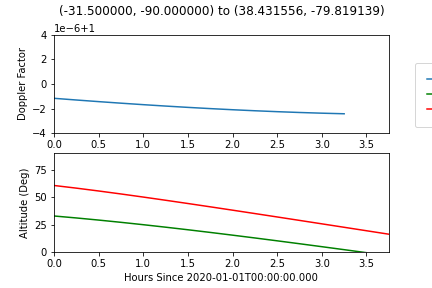 (-31.500000, -90.000000) to (38.431556, -79.819139)
1e-6+1
4
2
0
−2
−4
Doppler Factor
0.0 0.5 1.0 1.5 2.0 2.5 3.0 3.5
75
50
25
0
Altitude (Deg)
0.0 0.5 1.0 1.5 2.0 2.5 3.0 3.5
Hours Since 2020-01-01T00:00:00.000